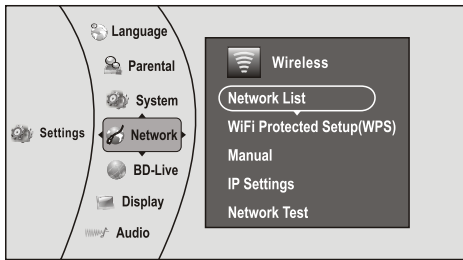 Language
Parental
System
Settings
Network
BD-Live
Display
Audio
Wireless
Network List
WiFi Protected Setup(WPS)
Manual
IP Settings
Network Test